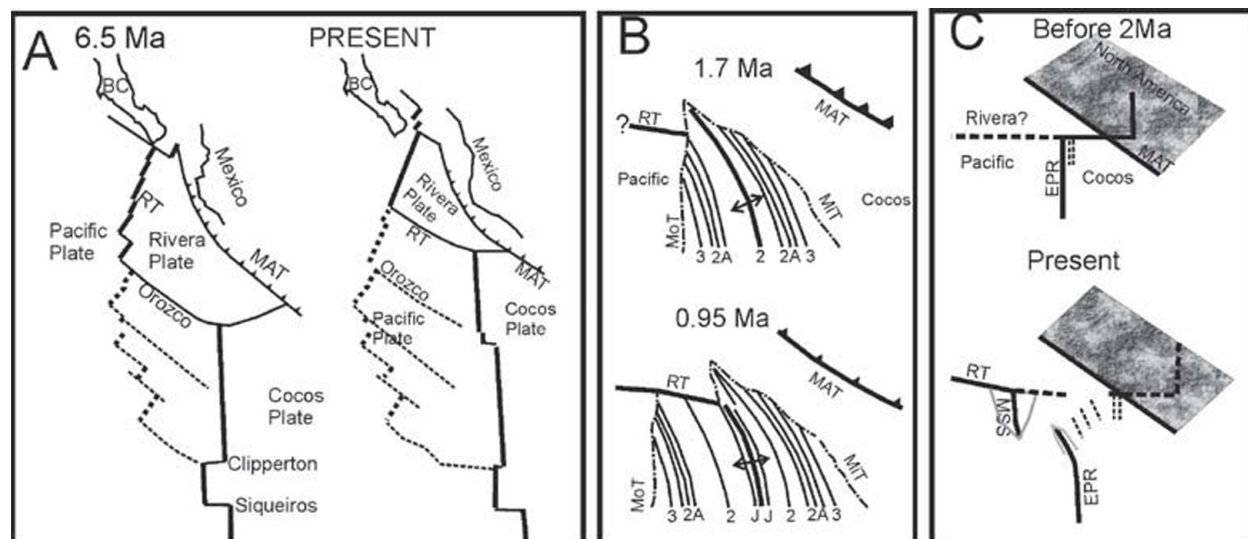 A
6.5 Ma
BC
Mexico
RT
Pacific
Plate
Rivera
Plate
MAT
Orozco
Cocos
Plate
Clipperton
Siqueiros
PRESENT
BC
Mexico
Rivera
Plate
RT
MAT
Orozco
Pacific
Plate
Cocos
Plate
B
1.7 Ma
MAT
?
RT
Pacific
Cocos
MoT
MiT
3 2A 2 2A 3
0.95 Ma
MAT
RT
MoT
MiT
3 2A 2 J J 2 2A 3
C
Before 2Ma
North America
Rivera?
Pacific
MAT
EPR
Cocos
Present
RT
MSS
EPR